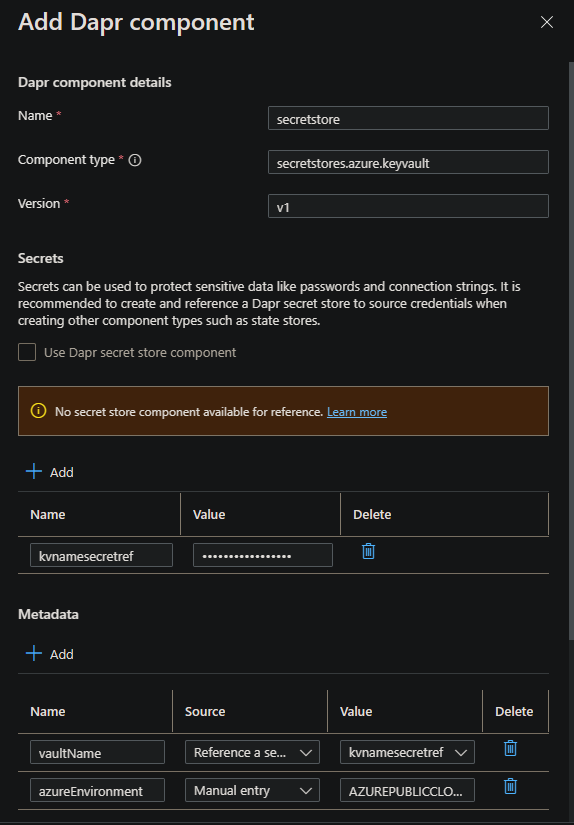 Add Dapr component
Dapr component details
Name *
secretstore
Component type *
secretstores.azure.keyvault
Version *
v1
Secrets
Secrets can be used to protect sensitive data like passwords and connection strings. It is
recommended to create and reference a Dapr secret store to source credentials when
creating other component types such as state stores.
Use Dapr secret store component
No secret store component available for reference. Learn more
Add
Name Value Delete
kvnamesecretref •••••••••••••••••
Metadata
Add
Name Source Value Delete
vaultName Reference a se... kvnamesecretref
azureEnvironment Manual entry AZUREPUBLICCLO...